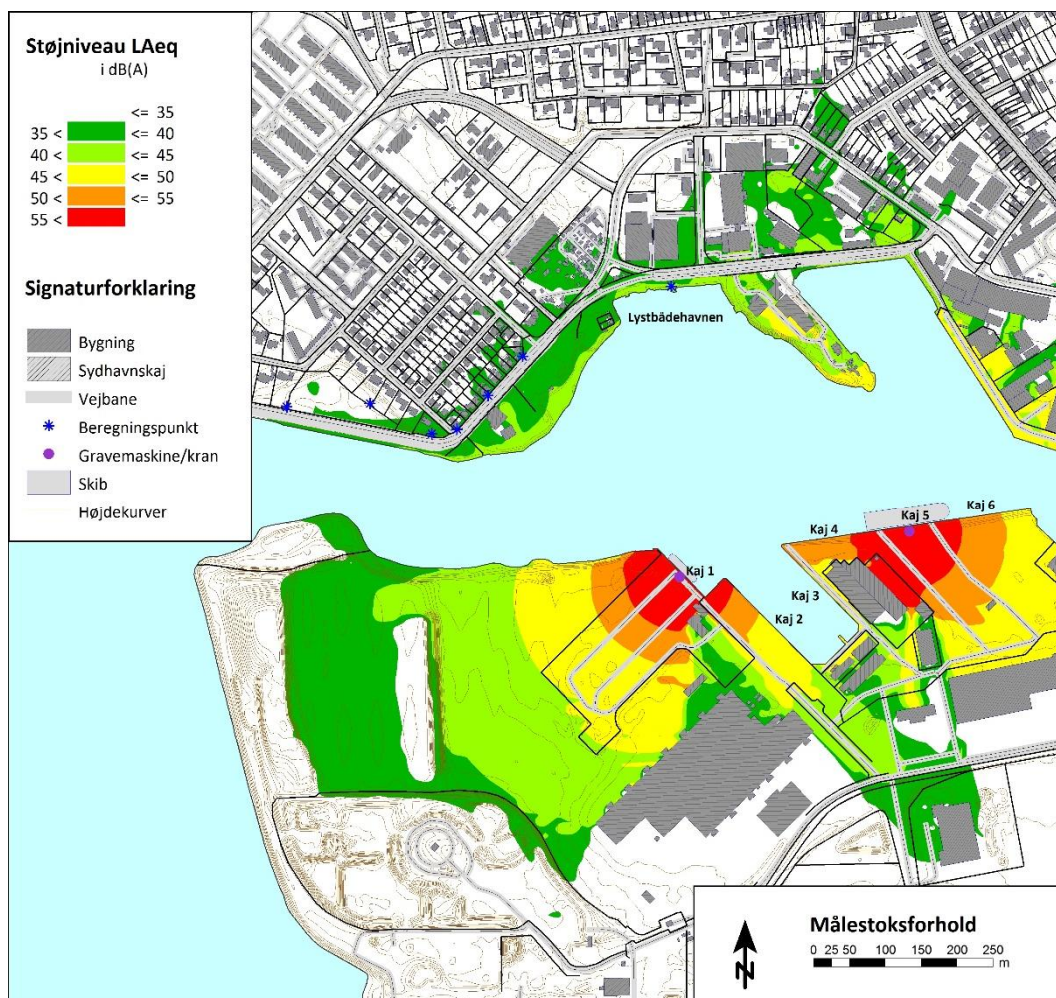 Støjniveau LAeq
i dB(A)
<= 35
35 < <= 40
40 < <= 45
45 < <= 50
50 < <= 55
55 <
Signaturforklaring
Bygning
Sydhavnskaj
Vejbane
Beregningspunkt
Gravemaskine/kran
Skib
Højdekurver
Lystbådehavnen
Kaj 6
Kaj 5
Kaj 4
Kaj 1
Kaj 3
Kaj 2
N
Målestoksforhold
0 25 50 100 150 200 250
m